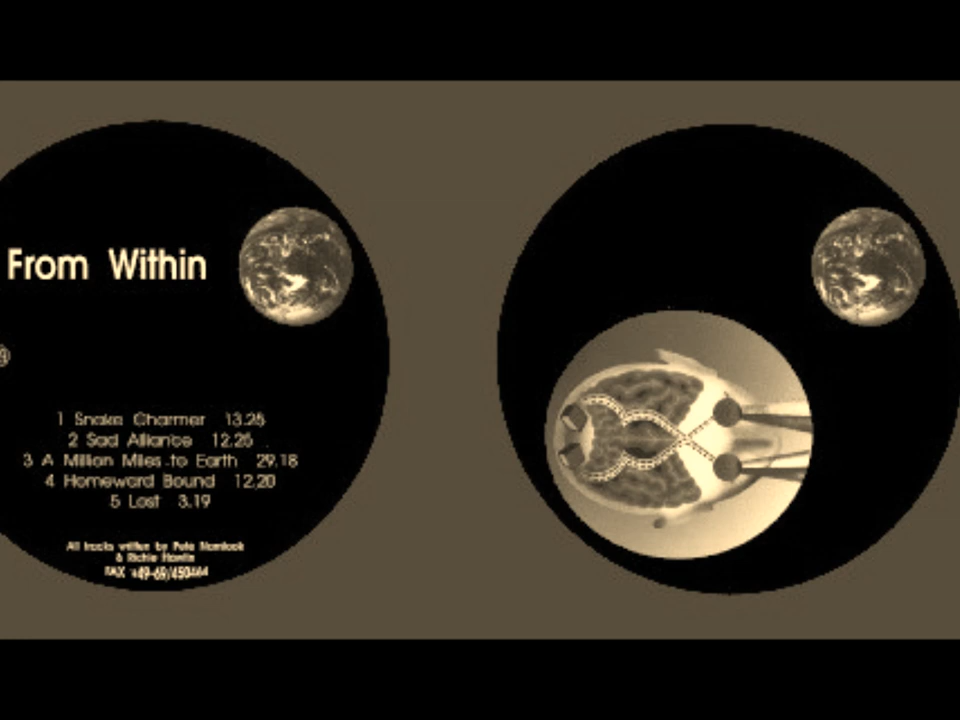 From Within
1 Snake Charmer 13.25
2 Sad Alliance 12.25
3 A Million Miles to Earth 29.18
4 Homeward Bound 12,20
5 Lost 3.19
All tracks written by Pete Namlook
& Richie Hawtin
FAX +49-69/450464